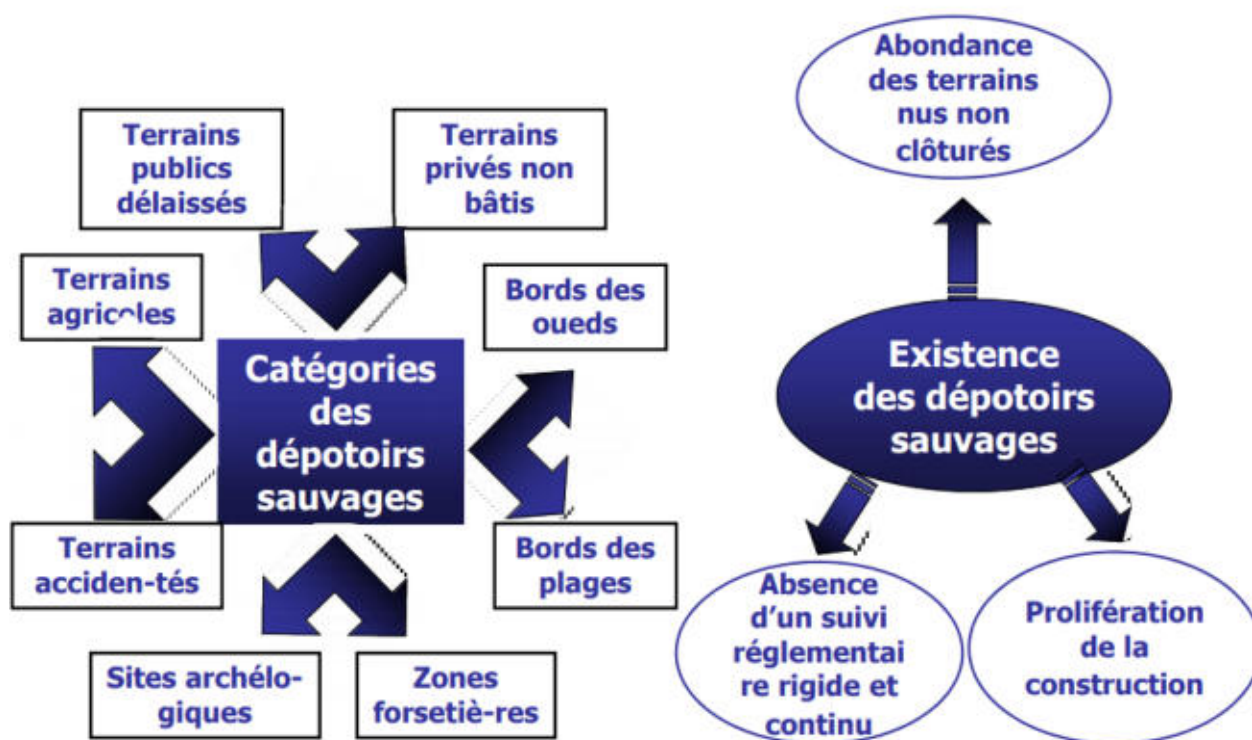 Terrains
publics
délaissés
Terrains
privés non
bâtis
Terrains
agricoles
Bords des
oueds
Catégories
des
dépotoirs
sauvages
Terrains
acciden-tés
Bords des
plages
Sites archélo-
giques
Zones
forsetiè-res
Abondance
des terrains
nus non
clôturés
Existence
des dépotoirs
sauvages
Absence
d'un suivi
réglementai
re rigide et
continu
Prolifération
de la
construction